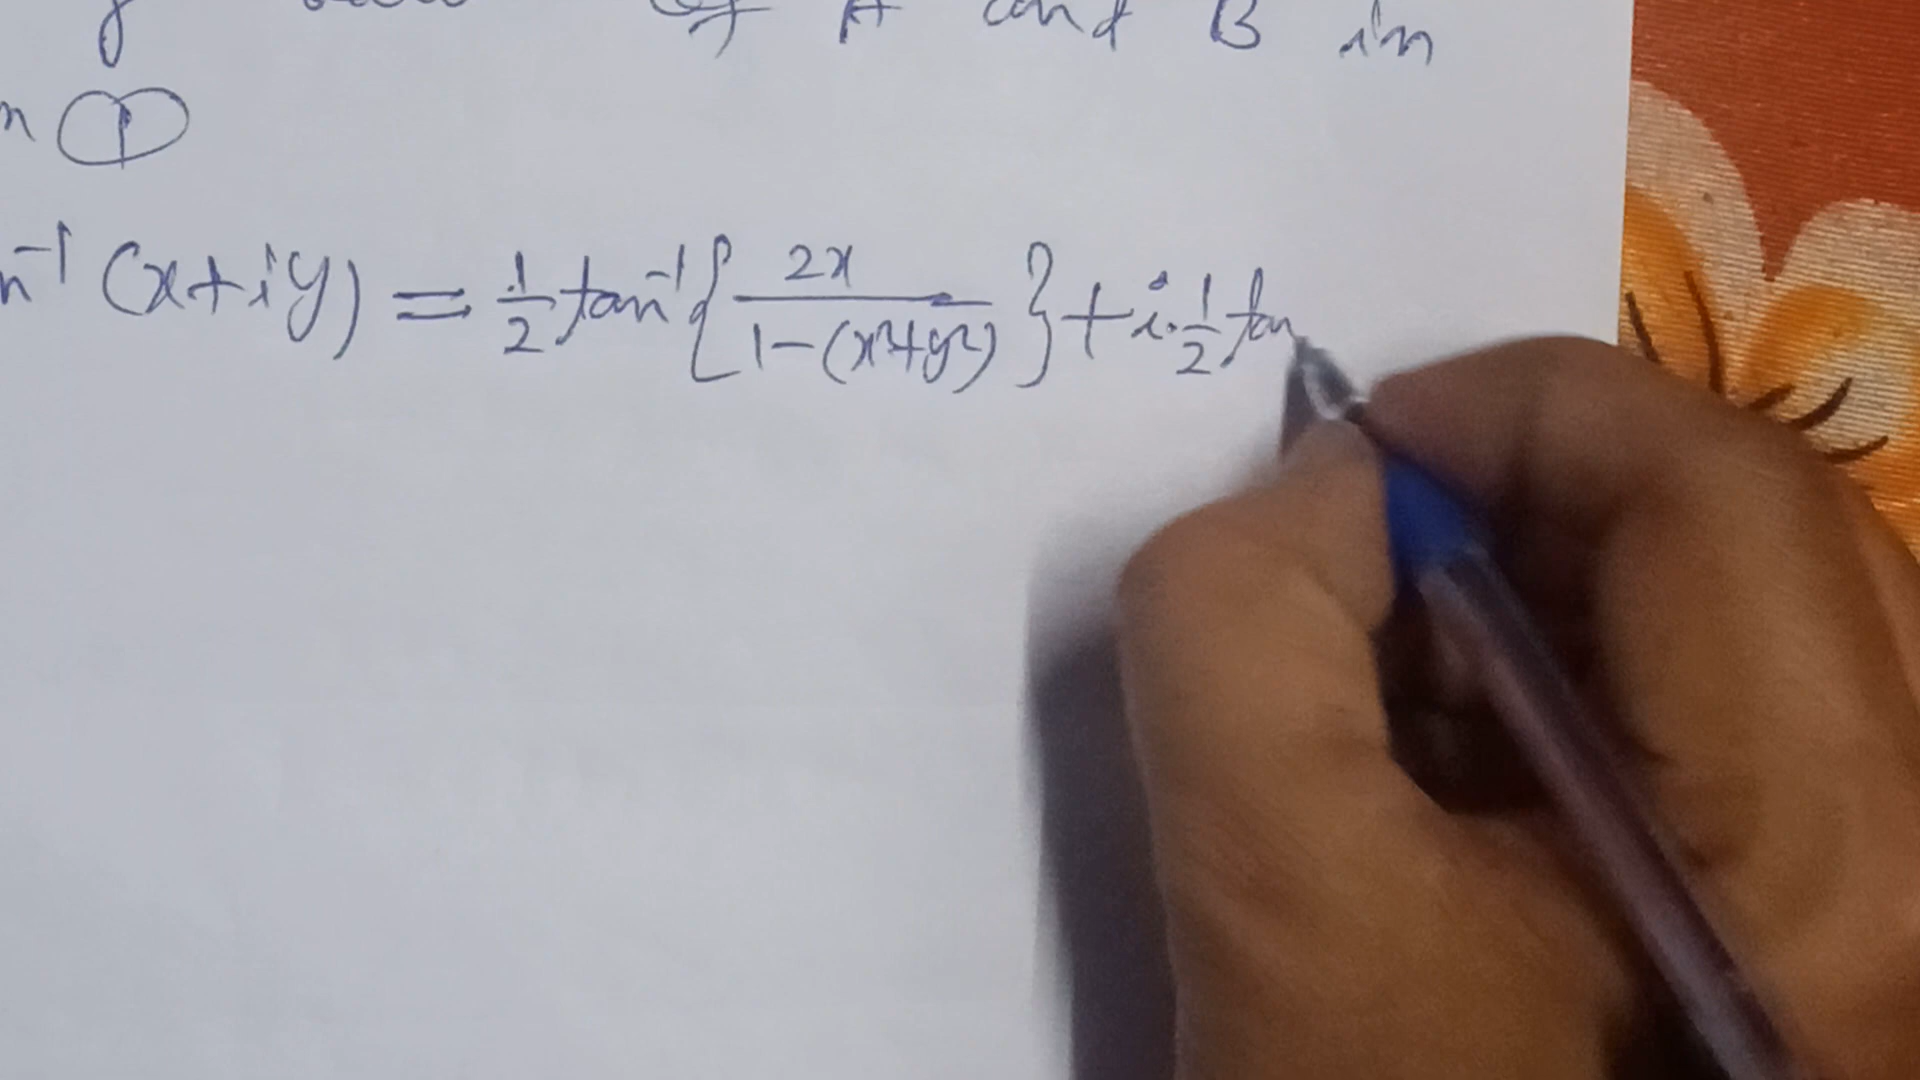 of A and B in
n ①
n⁻¹ (x+iy) = 1/2 tan⁻¹{2x/(1-(x²+y²))} + i.1/2 tan